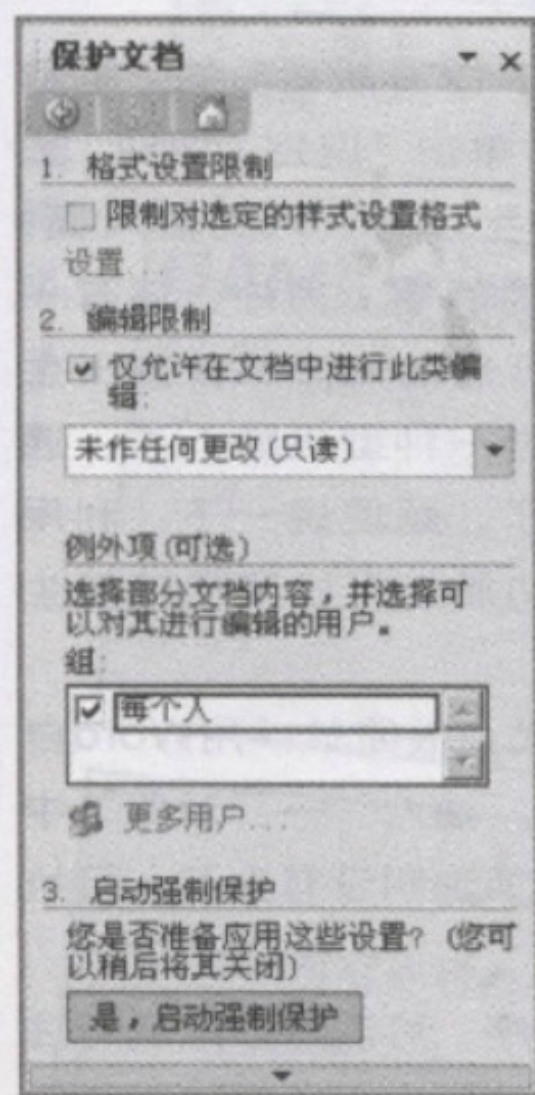 保护文档
1. 格式设置限制
限制对选定的样式设置格式
设置...
2. 编辑限制
仅允许在文档中进行此类编
辑:
未作任何更改(只读)
例外项(可选)
选择部分文档内容，并选择可
以对其进行编辑的用户。
组:
每个人
更多用户...
3. 启动强制保护
您是否准备应用这些设置? (您可
以稍后将其关闭)
是，启动强制保护